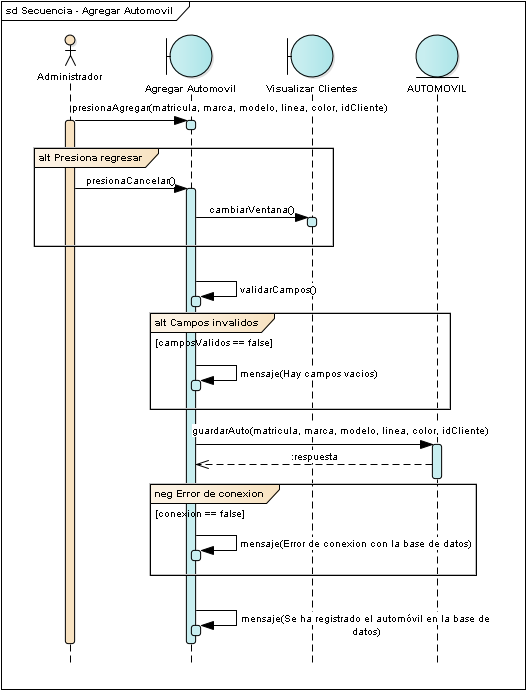 sd Secuencia - Agregar Automovil
Administrador
Agregar Automovil
Visualizar Clientes
AUTOMOVIL
presionaAgregar(matricula, marca, modelo, linea, color, idCliente)
alt Presiona regresar
presionaCancelar()
cambiarVentana()
validarCampos()
alt Campos invalidos
[camposValidos == false]
mensaje(Hay campos vacios)
guardarAuto(matricula, marca, modelo, linea, color, idCliente)
:respuesta
neg Error de conexion
[conexion == false]
mensaje(Error de conexion con la base de datos)
mensaje(Se ha registrado el automóvil en la base de
datos)